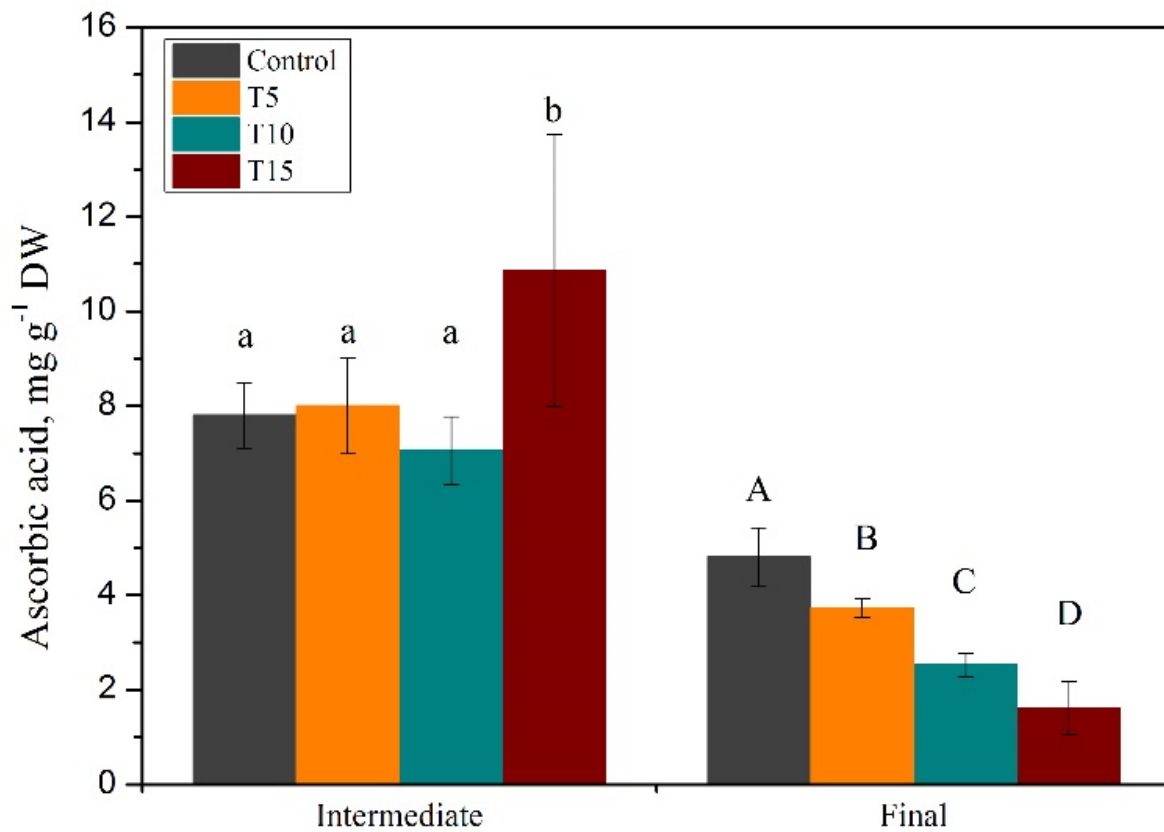 16
14
12
10
8
6
4
2
0
Ascorbic acid, mg g⁻¹ DW
Control
T5
T10
T15
a
a
a
b
A
B
C
D
Intermediate
Final